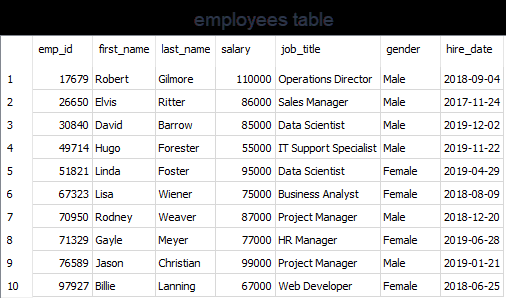 employees table
emp_id first_name last_name salary job_title gender hire_date
1 17679 Robert Gilmore 110000 Operations Director Male 2018-09-04
2 26650 Elvis Ritter 86000 Sales Manager Male 2017-11-24
3 30840 David Barrow 85000 Data Scientist Male 2019-12-02
4 49714 Hugo Forester 55000 IT Support Specialist Male 2019-11-22
5 51821 Linda Foster 95000 Data Scientist Female 2019-04-29
6 67323 Lisa Wiener 75000 Business Analyst Female 2018-08-09
7 70950 Rodney Weaver 87000 Project Manager Male 2018-12-20
8 71329 Gayle Meyer 77000 HR Manager Female 2019-06-28
9 76589 Jason Christian 99000 Project Manager Male 2019-01-21
10 97927 Billie Lanning 67000 Web Developer Female 2018-06-25